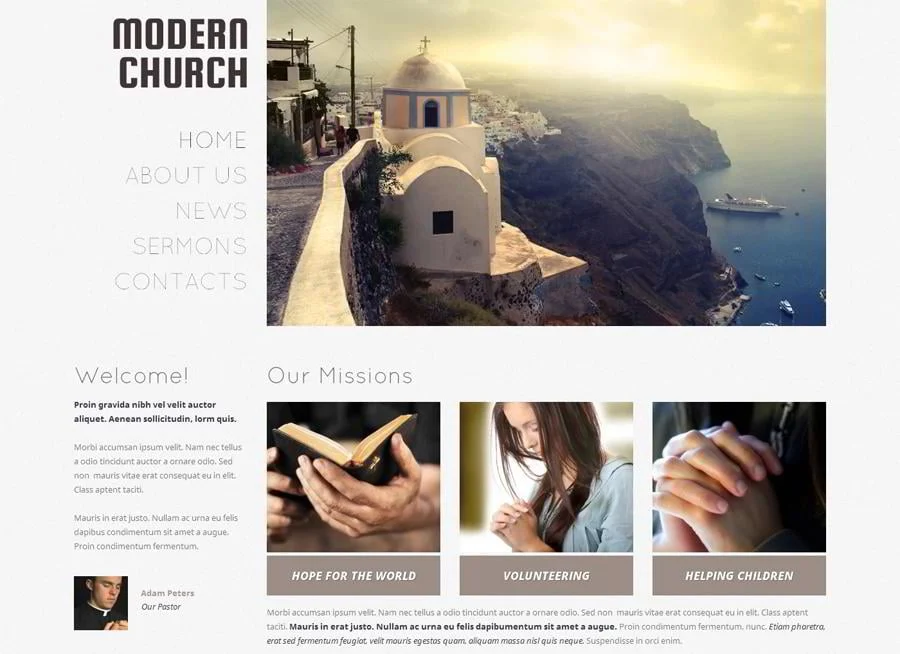 MODERN
CHURCH
HOME
ABOUT US
NEWS
SERMONS
CONTACTS
Welcome!
Proin gravida nibh vel velit auctor
aliquet. Aenean sollicitudin, lorm quis.
Morbi accumsan ipsum velit. Nam nec tellus
a odio tincidunt auctor a ornare odio. Sed
non mauris vitae erat consequat eu in elit.
Class aptent taciti.
Mauris in erat justo. Nullam ac urna eu felis
dapibus condimentum sit amet a augue.
Proin condimentum fermentum.
Adam Peters
Our Pastor
Our Missions
HOPE FOR THE WORLD
VOLUNTEERING
HELPING CHILDREN
Morbi accumsan ipsum velit. Nam nec tellus a odio tincidunt auctor a ornare odio. Sed non mauris vitae erat consequat eu in elit. Class aptent
taciti. Mauris in erat justo. Nullam ac urna eu felis dapibumentum sit amet a augue. Proin condimentum fermentum, nunc. Etiam pharetra,
erat sed fermentum feugiat, velit mauris egestas quam, aliquam massa nisl quis neque. Suspendisse in orci enim.